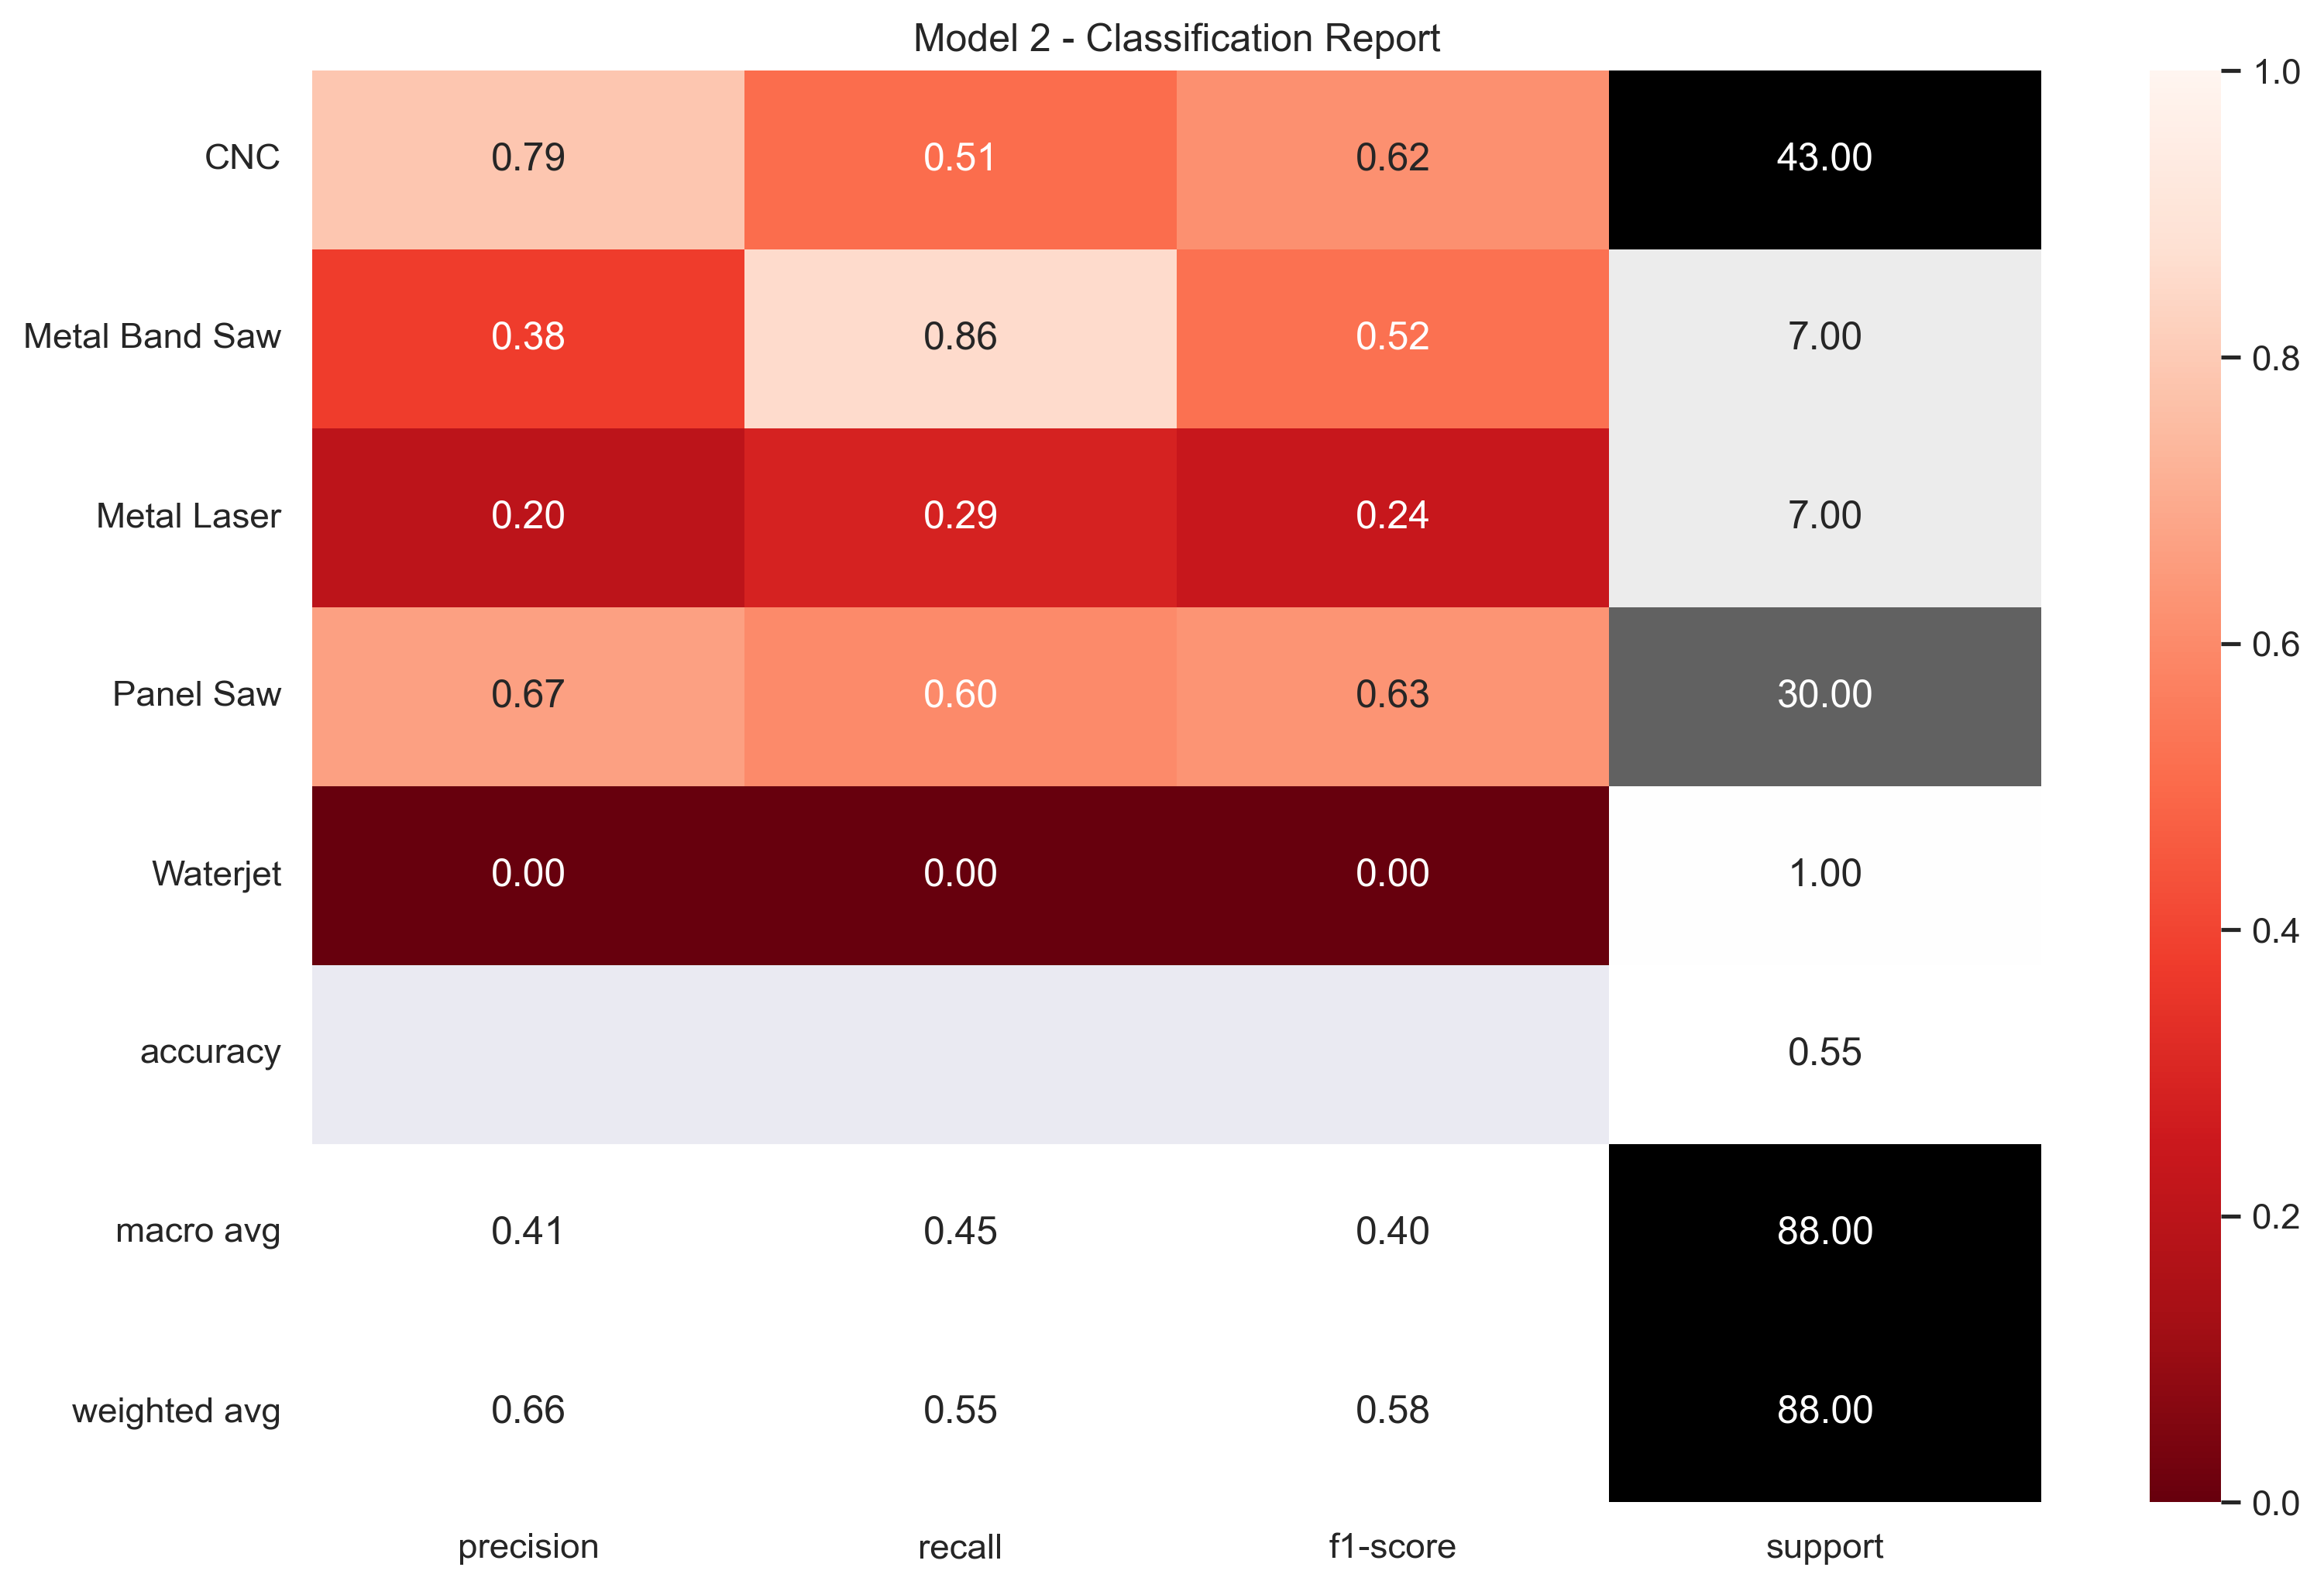 Model 2 - Classification Report
CNC 0.79 0.51 0.62 43.00
Metal Band Saw 0.38 0.86 0.52 7.00
Metal Laser 0.20 0.29 0.24 7.00
Panel Saw 0.67 0.60 0.63 30.00
Waterjet 0.00 0.00 0.00 1.00
accuracy 0.55
macro avg 0.41 0.45 0.40 88.00
weighted avg 0.66 0.55 0.58 88.00
precision recall f1-score support
1.0
0.8
0.6
0.4
0.2
0.0